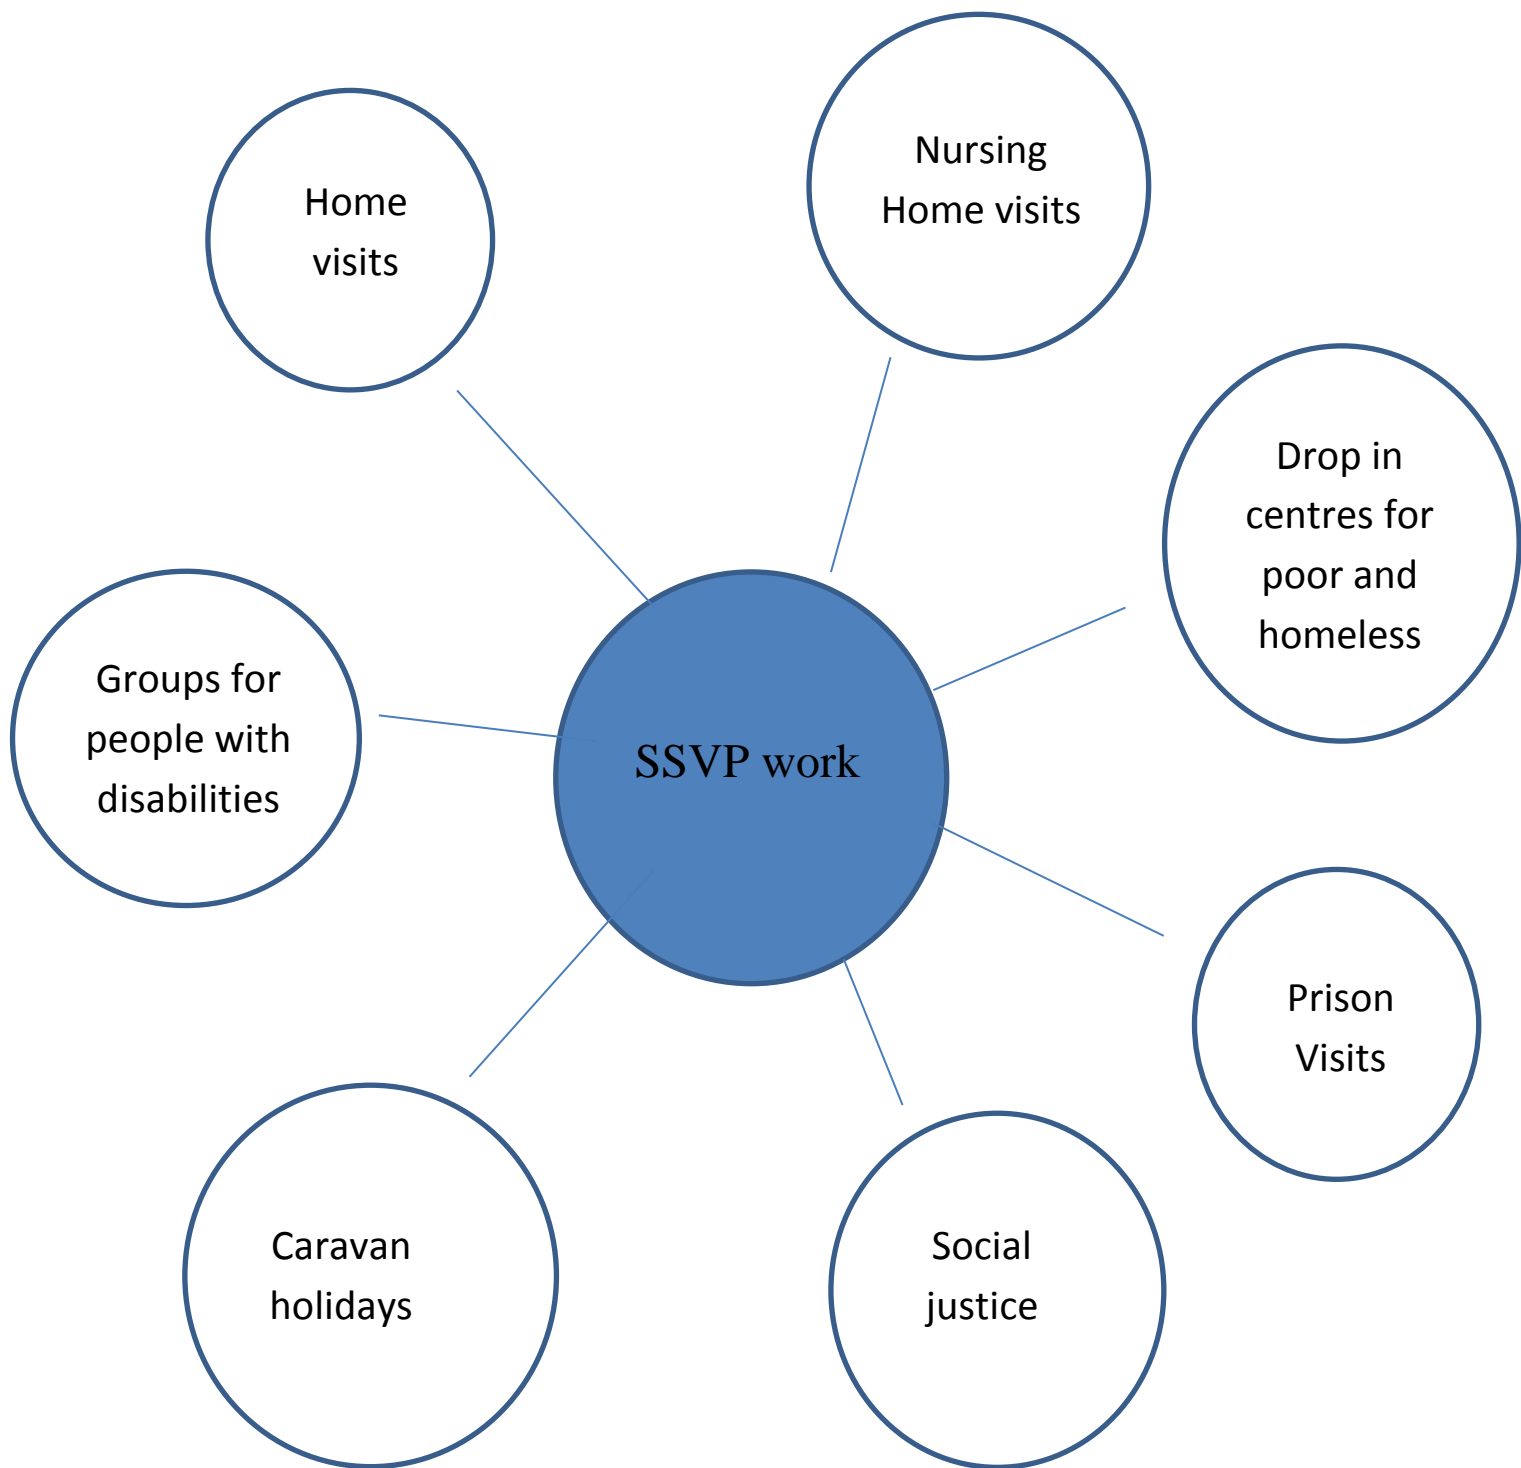 Nursing
Home visits
Home
visits
Drop in
centres for
poor and
homeless
Groups for
people with
disabilities
SSVP work
Prison
Visits
Caravan
holidays
Social
justice